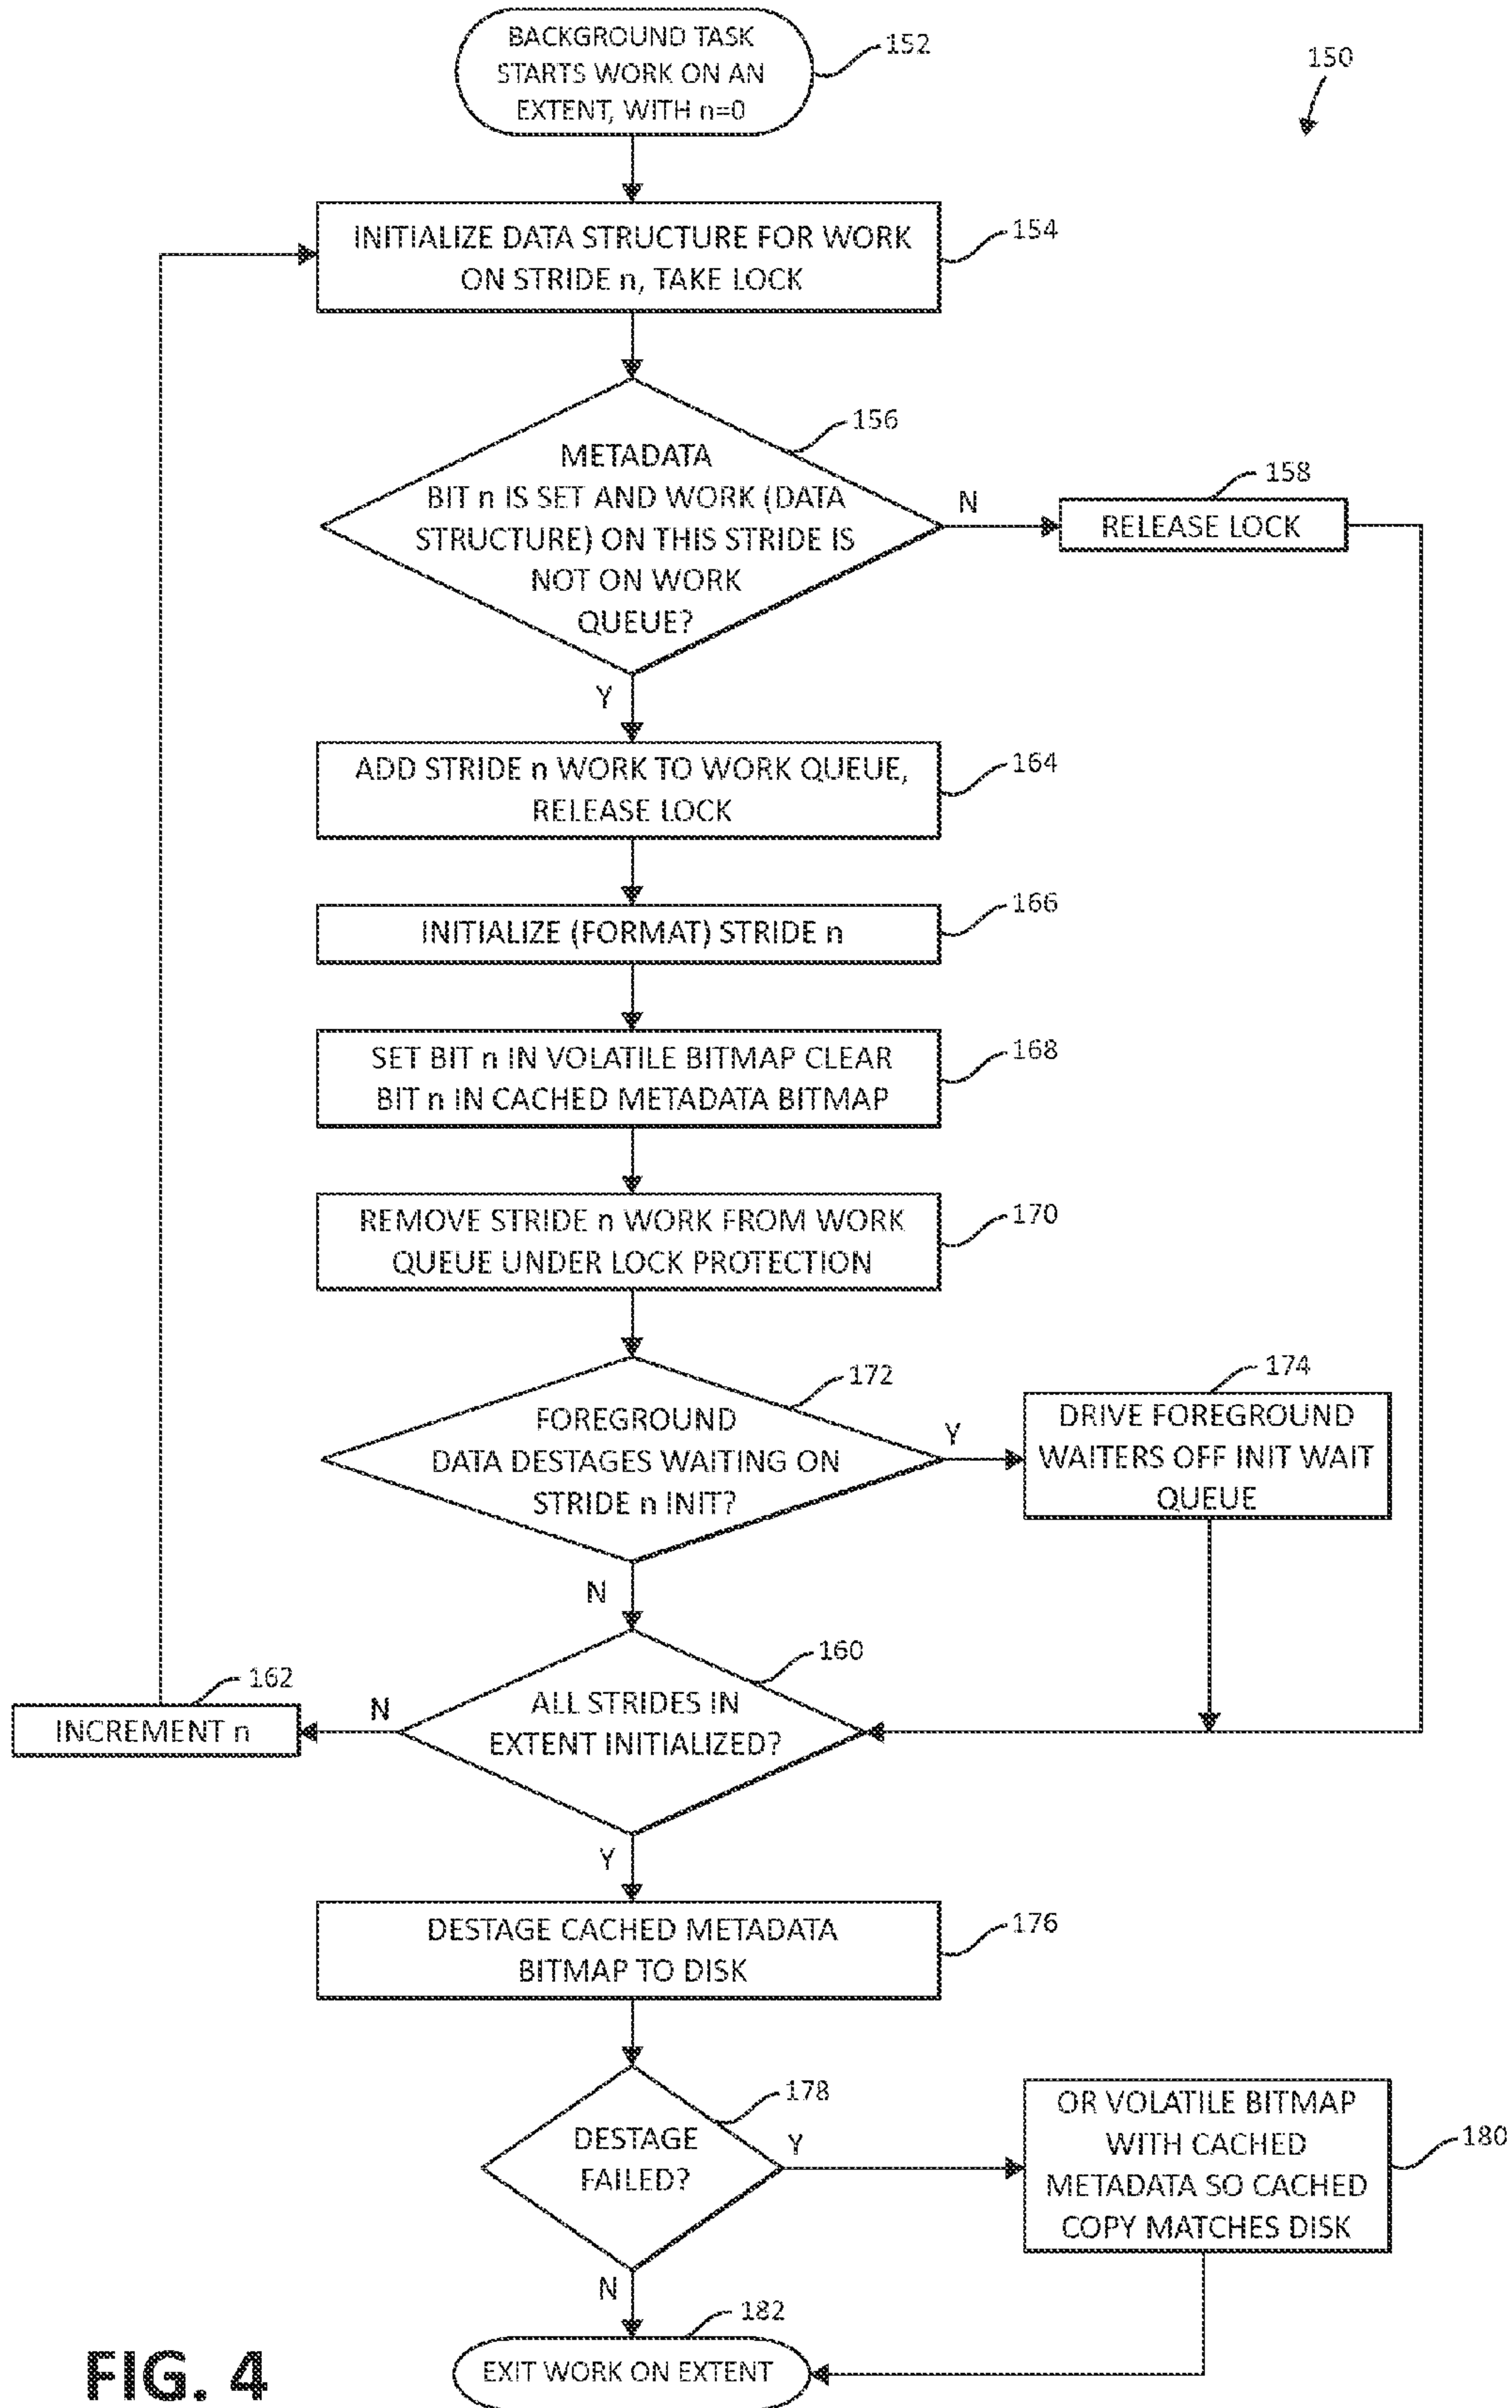 BACKGROUND TASK
STARTS WORK ON AN
EXTENT, WITH n=0
152
150
INITIALIZE DATA STRUCTURE FOR WORK
ON STRIDE n, TAKE LOCK
154
METADATA
BIT n IS SET AND WORK (DATA
STRUCTURE) ON THIS STRIDE IS
NOT ON WORK
QUEUE?
156
N
158
RELEASE LOCK
Y
ADD STRIDE n WORK TO WORK QUEUE,
RELEASE LOCK
164
INITIALIZE (FORMAT) STRIDE n
166
SET BIT n IN VOLATILE BITMAP CLEAR
BIT n IN CACHED METADATA BITMAP
168
REMOVE STRIDE n WORK FROM WORK
QUEUE UNDER LOCK PROTECTION
170
FOREGROUND
DATA DESTAGES WAITING ON
STRIDE n INIT?
172
Y
174
DRIVE FOREGROUND
WAITERS OFF INIT WAIT
QUEUE
N
160
ALL STRIDES IN
EXTENT INITIALIZED?
N
162
INCREMENT n
Y
DESTAGE CACHED METADATA
BITMAP TO DISK
176
DESTAGE
FAILED?
178
Y
OR VOLATILE BITMAP
WITH CACHED
METADATA SO CACHED
COPY MATCHES DISK
180
N
182
EXIT WORK ON EXTENT
FIG. 4